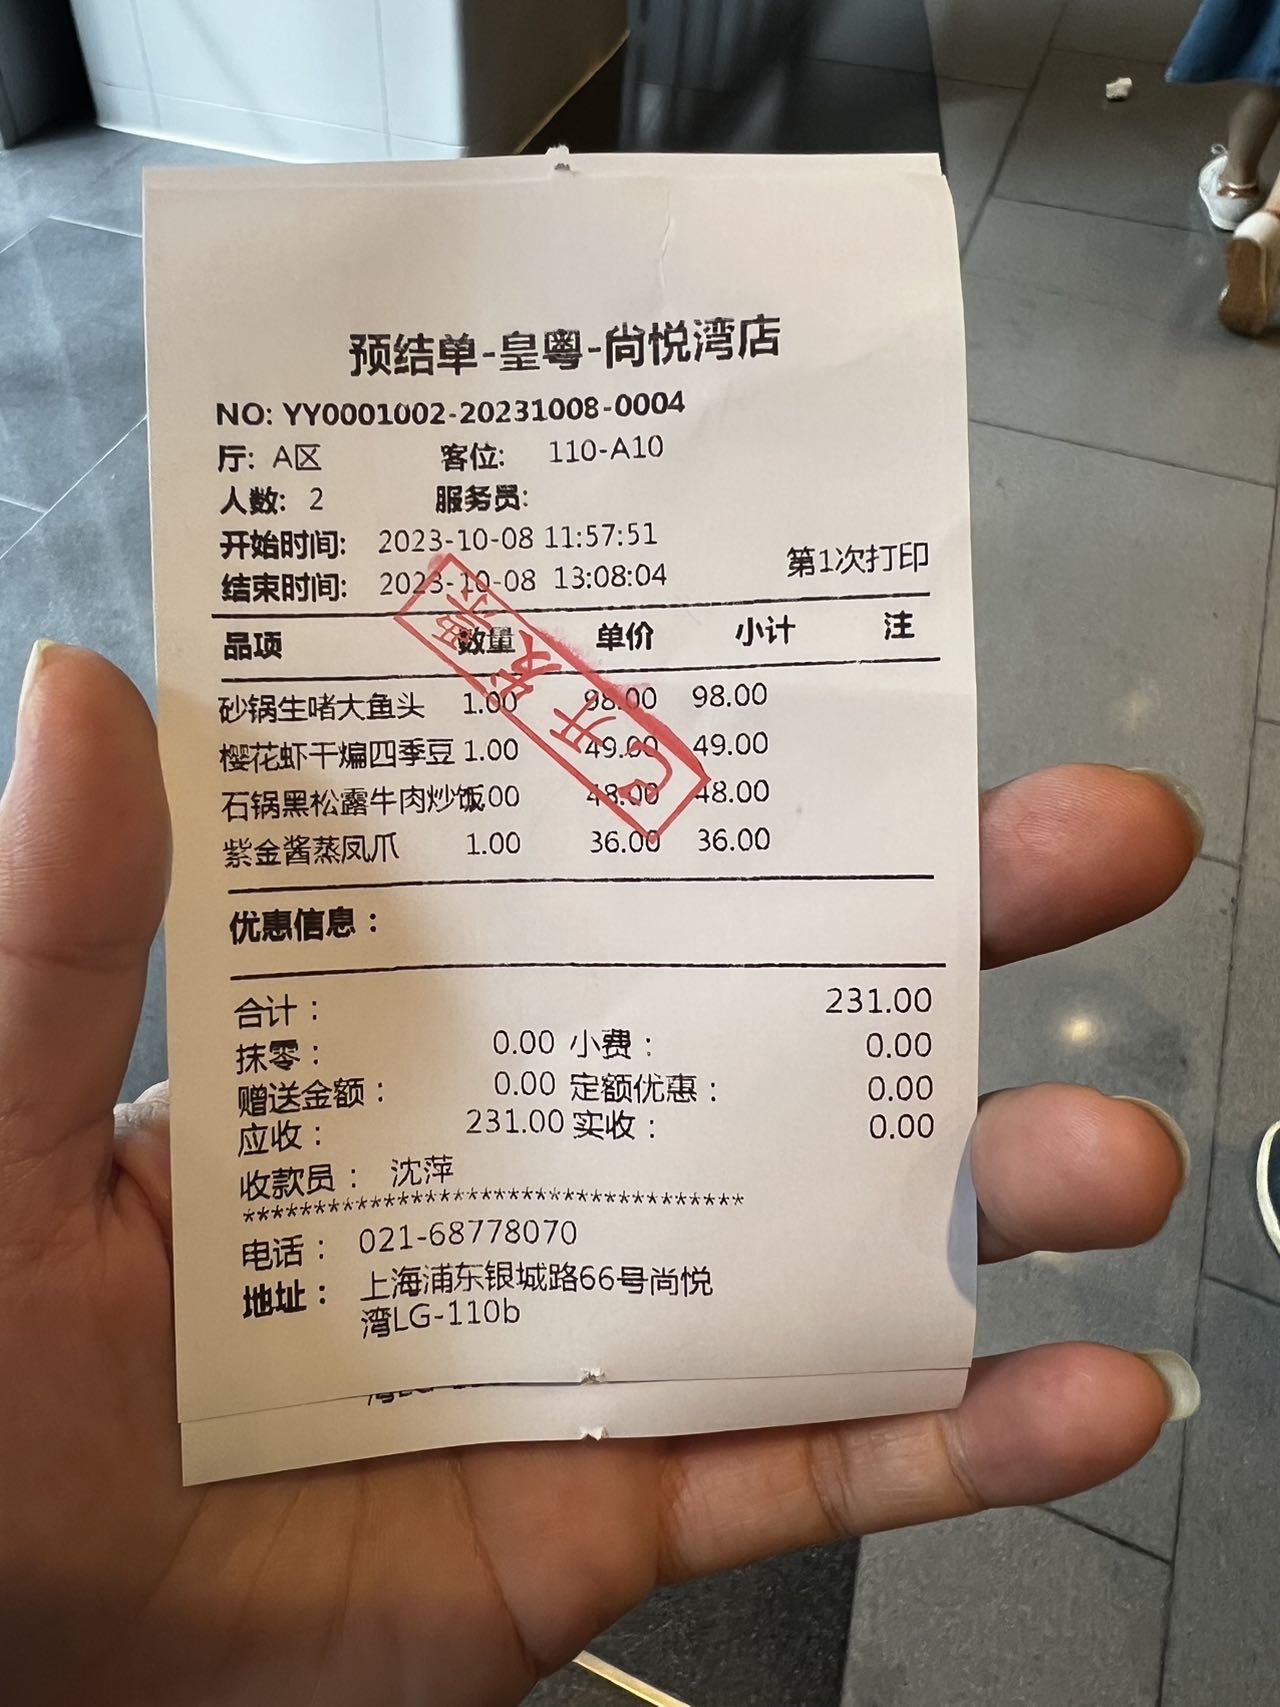 预结单-皇粤-尚悦湾店
NO: YY0001002-20231008-0004
厅: A区 客位: 110-A10
人数: 2 服务员:
开始时间: 2023-10-08 11:57:51
结束时间: 2023-10-08 13:08:04 第1次打印
品项 数量 单价 小计 注
砂锅生啫大鱼头 1.00 98.00 98.00
樱花虾干煸四季豆 1.00 49.00 49.00
石锅黑松露牛肉炒饭 1.00 48.00 48.00
紫金酱蒸凤爪 1.00 36.00 36.00
已开发票
优惠信息:
合计: 231.00
抹零: 0.00 小费: 0.00
赠送金额: 0.00 定额优惠: 0.00
应收: 231.00 实收: 0.00
收款员: 沈萍
************************************
电话: 021-68778070
地址: 上海浦东银城路66号尚悦
湾LG-110b